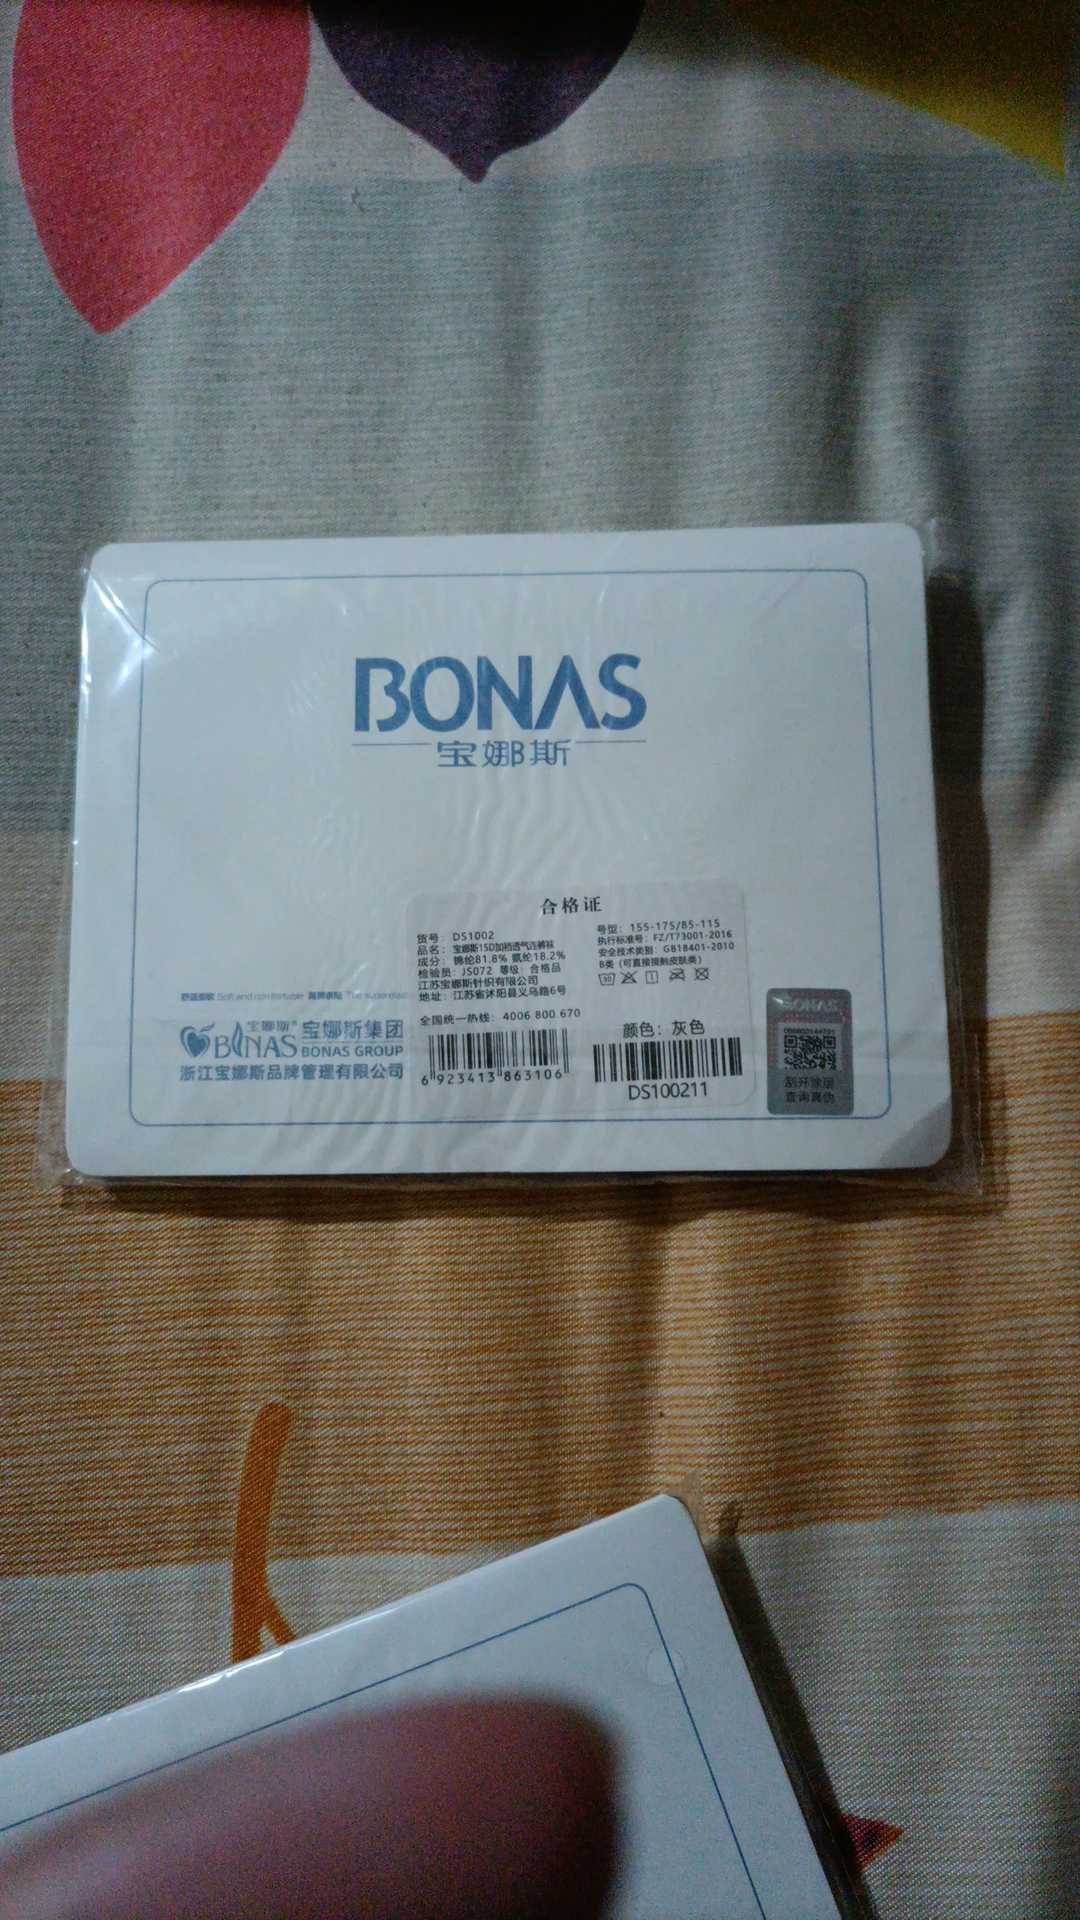 BONAS
宝娜斯
合格证
货号: DS1002
品名: 宝娜斯15D加裆透气连裤袜
成分: 锦纶81.8% 氨纶18.2%
检验员: JS072 等级: 合格品
江苏宝娜斯针织有限公司
地址: 江苏省沭阳县义乌路6号
全国统一热线: 4006 800 670
6 923413 863106
号型: 155-175/85-115
执行标准号: FZ/T73001-2016
安全技术类别: GB18401-2010
B类 (可直接接触皮肤类)
30
颜色: 灰色
DS100211
舒适柔软 Soft and comfortable 高弹亲贴 The superelast
宝娜斯® 宝娜斯集团
BONAS BONAS GROUP
浙江宝娜斯品牌管理有限公司
BONAS
刮开涂层
查询真伪